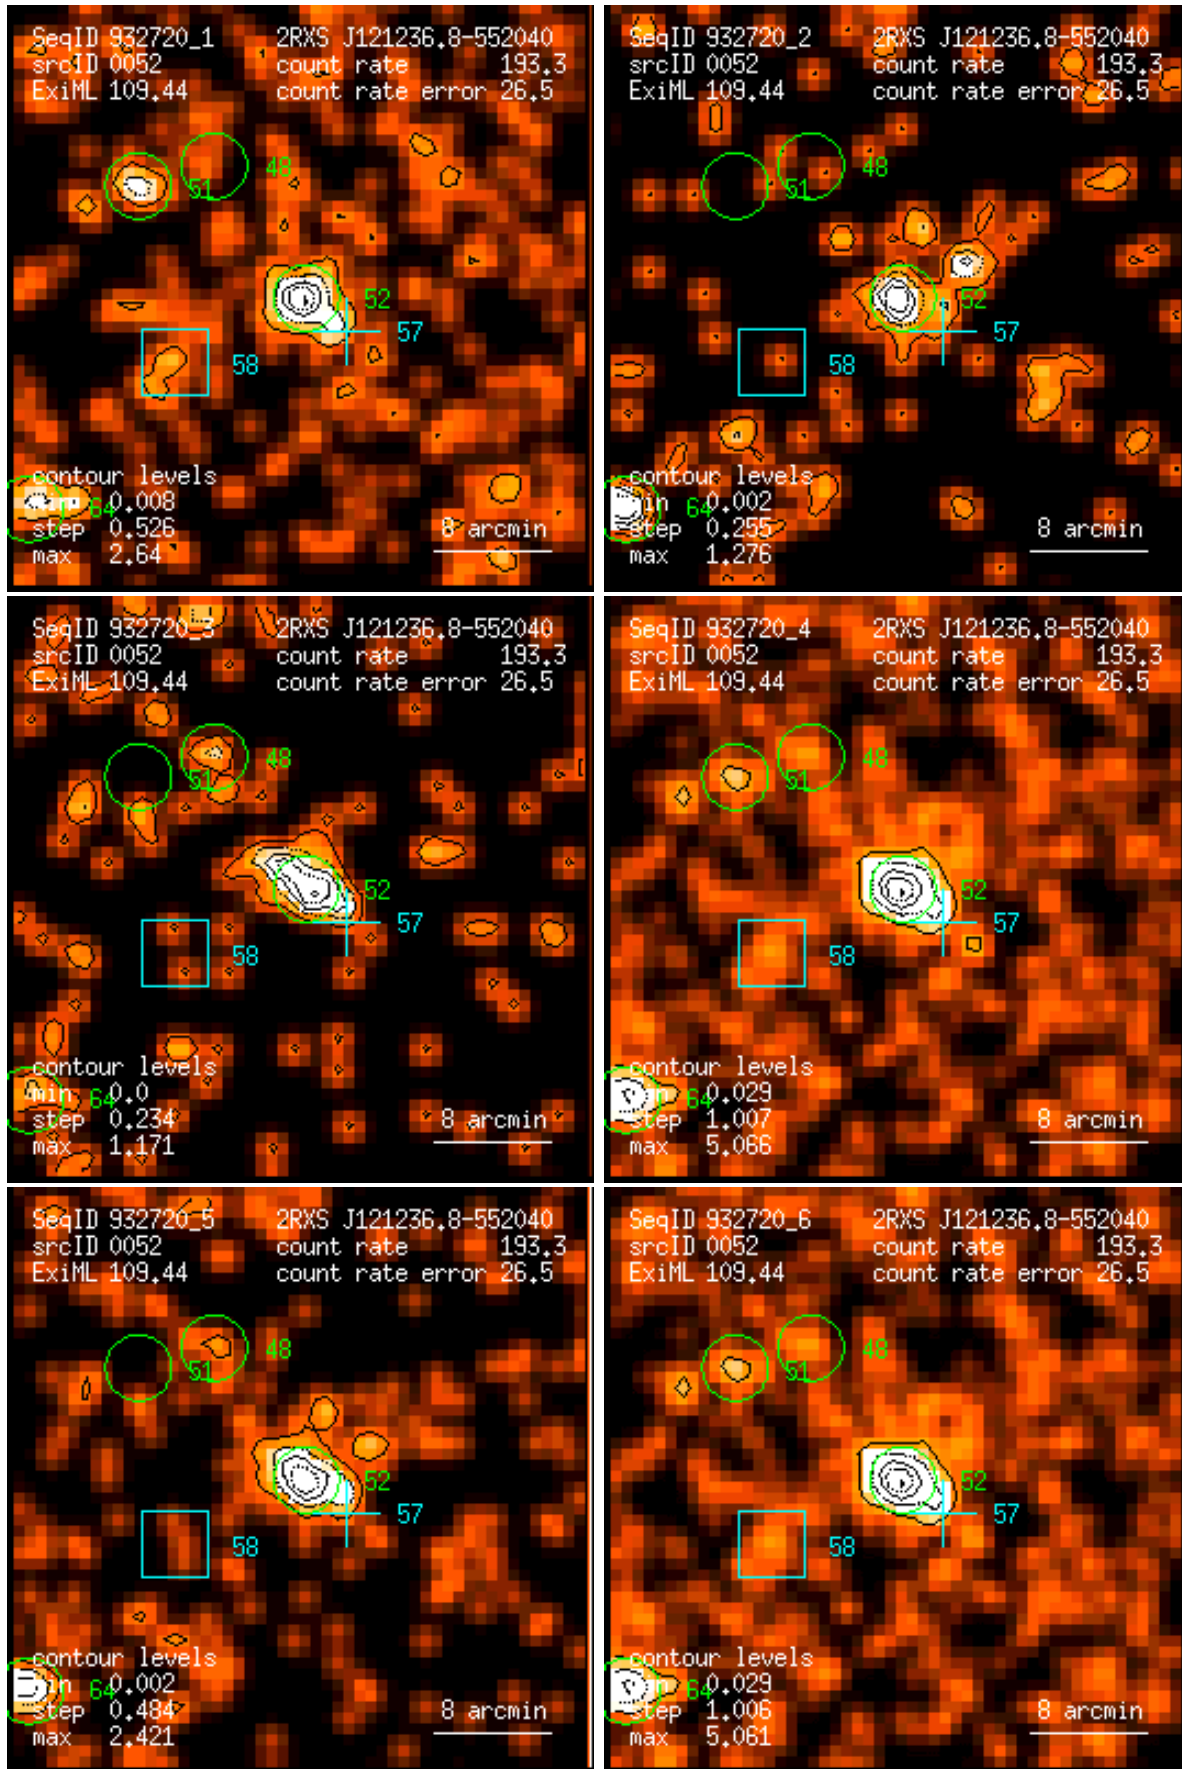 SeqID 932720_1 2RXS J121236.8-552040
srcID 0052 count rate 193.3
ExiML 109.44 count rate error 26.5
48
51
52
57
58
contour levels
min 0.008
64
step 0.526
8 arcmin
max 2.64
SeqID 932720_2 2RXS J121236.8-552040
srcID 0052 count rate 193.3
ExiML 109.44 count rate error 26.5
48
51
52
57
58
contour levels
min 0.002
64
step 0.255
8 arcmin
max 1.276
SeqID 932720_3 2RXS J121236.8-552040
srcID 0052 count rate 193.3
ExiML 109.44 count rate error 26.5
48
51
52
57
58
contour levels
min 0.0
64
step 0.234
8 arcmin
max 1.171
SeqID 932720_4 2RXS J121236.8-552040
srcID 0052 count rate 193.3
ExiML 109.44 count rate error 26.5
48
51
52
57
58
contour levels
min 0.029
64
step 1.007
8 arcmin
max 5.066
SeqID 932720_5 2RXS J121236.8-552040
srcID 0052 count rate 193.3
ExiML 109.44 count rate error 26.5
48
51
52
57
58
contour levels
min 0.002
64
step 0.484
8 arcmin
max 2.421
SeqID 932720_6 2RXS J121236.8-552040
srcID 0052 count rate 193.3
ExiML 109.44 count rate error 26.5
48
51
52
57
58
contour levels
min 0.029
64
step 1.006
8 arcmin
max 5.061